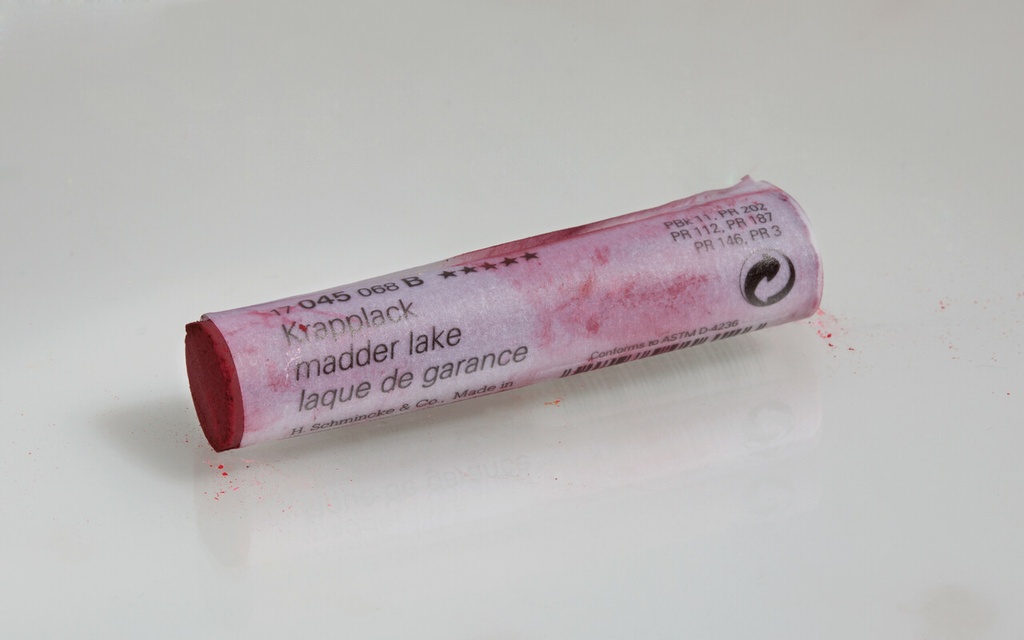 17 045 068 B ★★★★★
Krapplack
madder lake
laque de garance
H. Schmincke & Co., Made in
PBk 11, PR 202
PR 112, PR 187
PR 146, PR 3
Conforms to ASTM D-4236